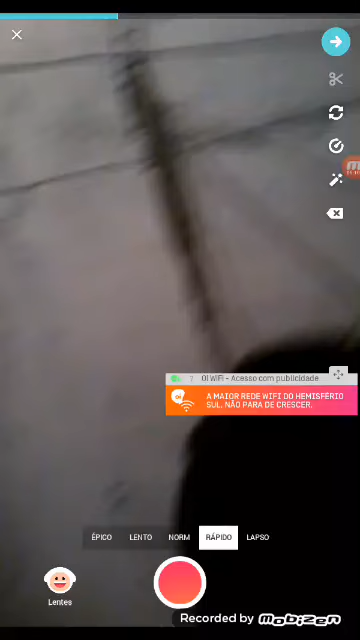 Oi WiFi - Acesso com publicidade
oi
A MAIOR REDE WIFI DO HEMISFÉRIO
SUL. NÃO PARA DE CRESCER.
ÉPICO LENTO NORM RÁPIDO LAPSO
Lentes
Recorded by mobizen